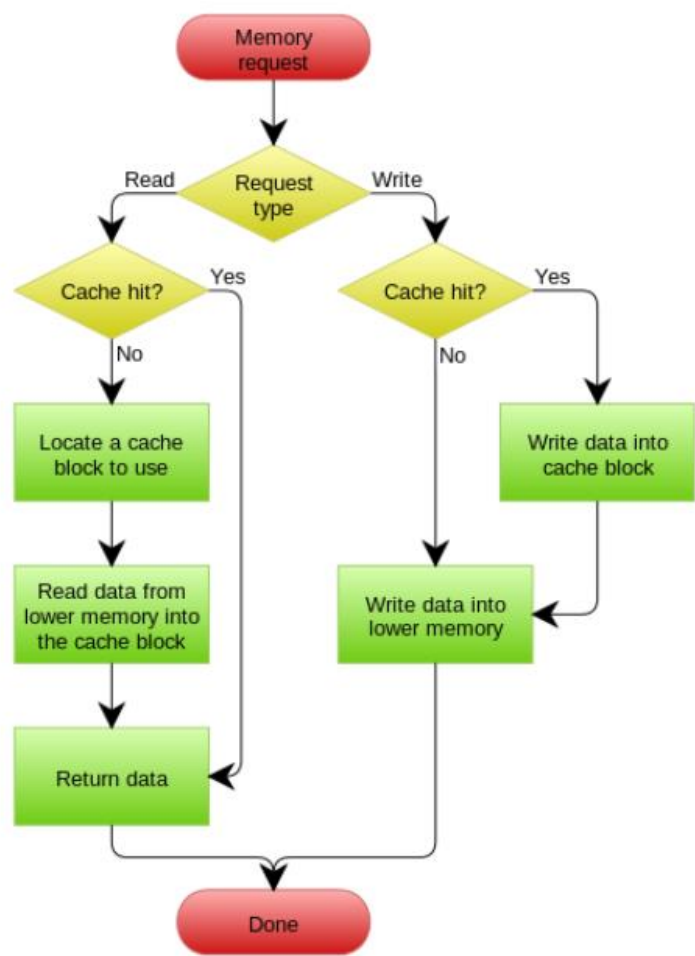 Memory
request
Request
type
Read
Write
Cache hit?
Yes
No
Cache hit?
Yes
No
Locate a cache
block to use
Write data into
cache block
Read data from
lower memory into
the cache block
Write data into
lower memory
Return data
Done